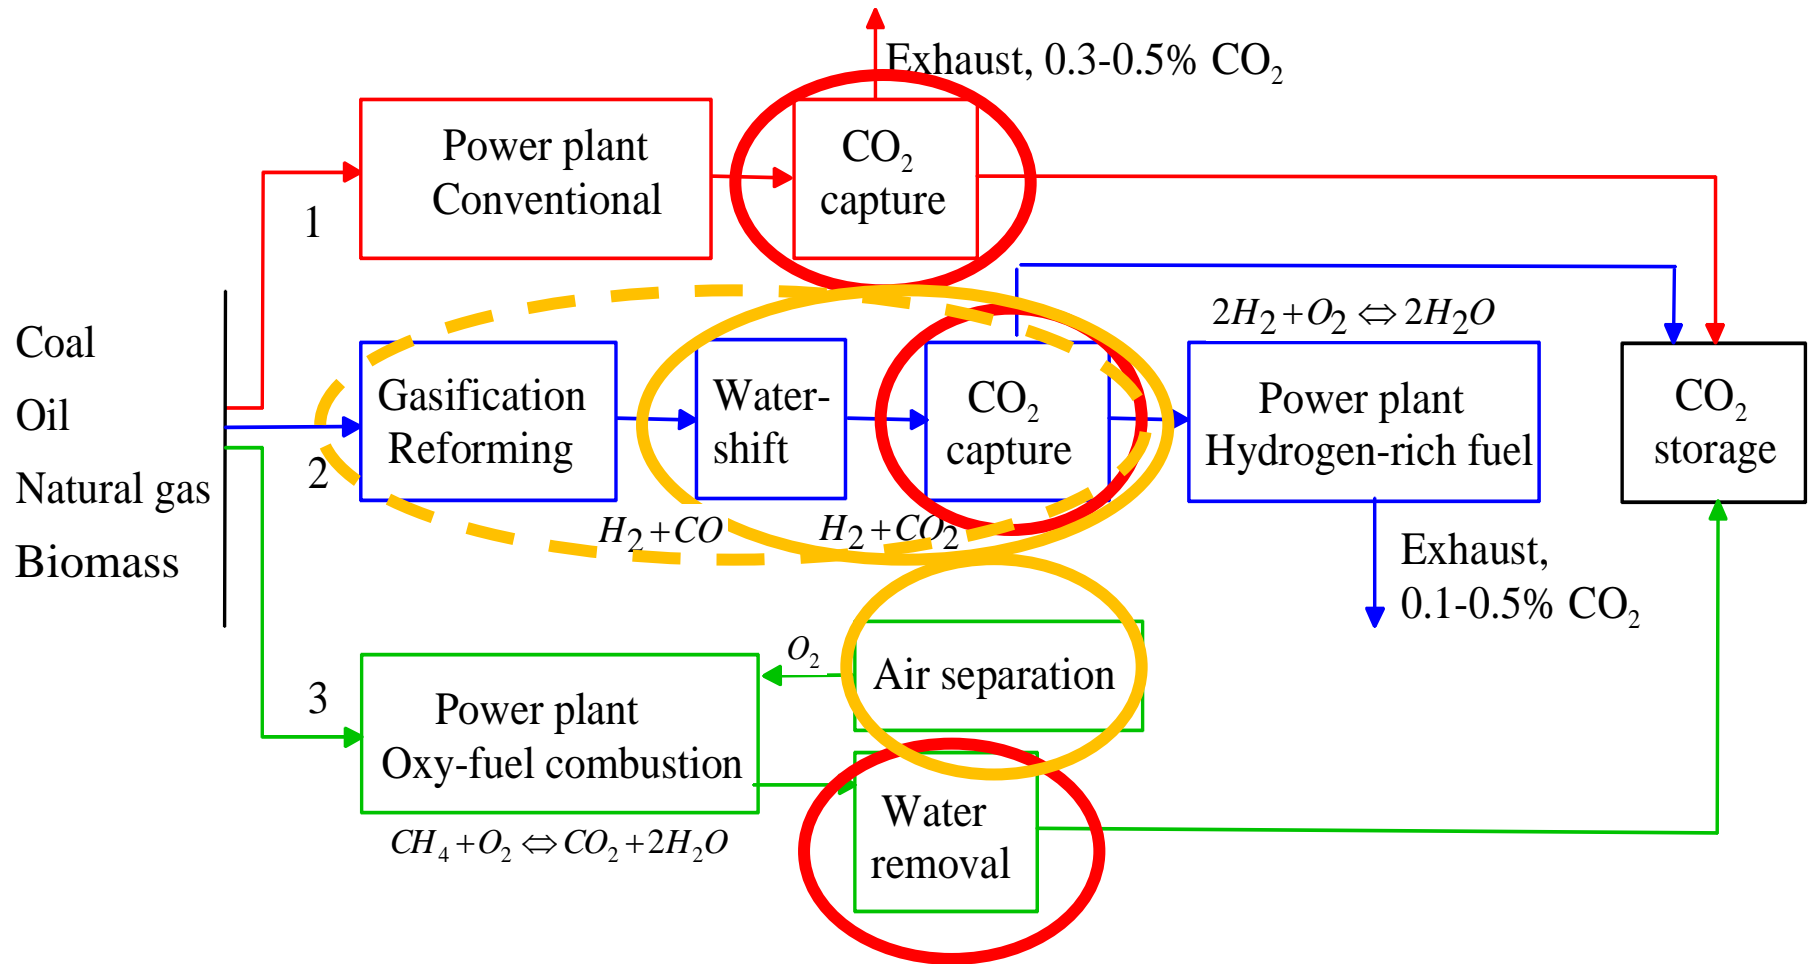 Exhaust, 0.3-0.5% CO₂
Power plant
Conventional
CO₂
capture
1
Coal
Oil
Natural gas
Biomass
2
Gasification
Reforming
Water-
shift
CO₂
capture
2H₂+O₂⇔2H₂O
Power plant
Hydrogen-rich fuel
CO₂
storage
H₂+CO
H₂+CO₂
Exhaust,
0.1-0.5% CO₂
3
Power plant
Oxy-fuel combustion
O₂
Air separation
CH₄+O₂⇔CO₂+2H₂O
Water
removal